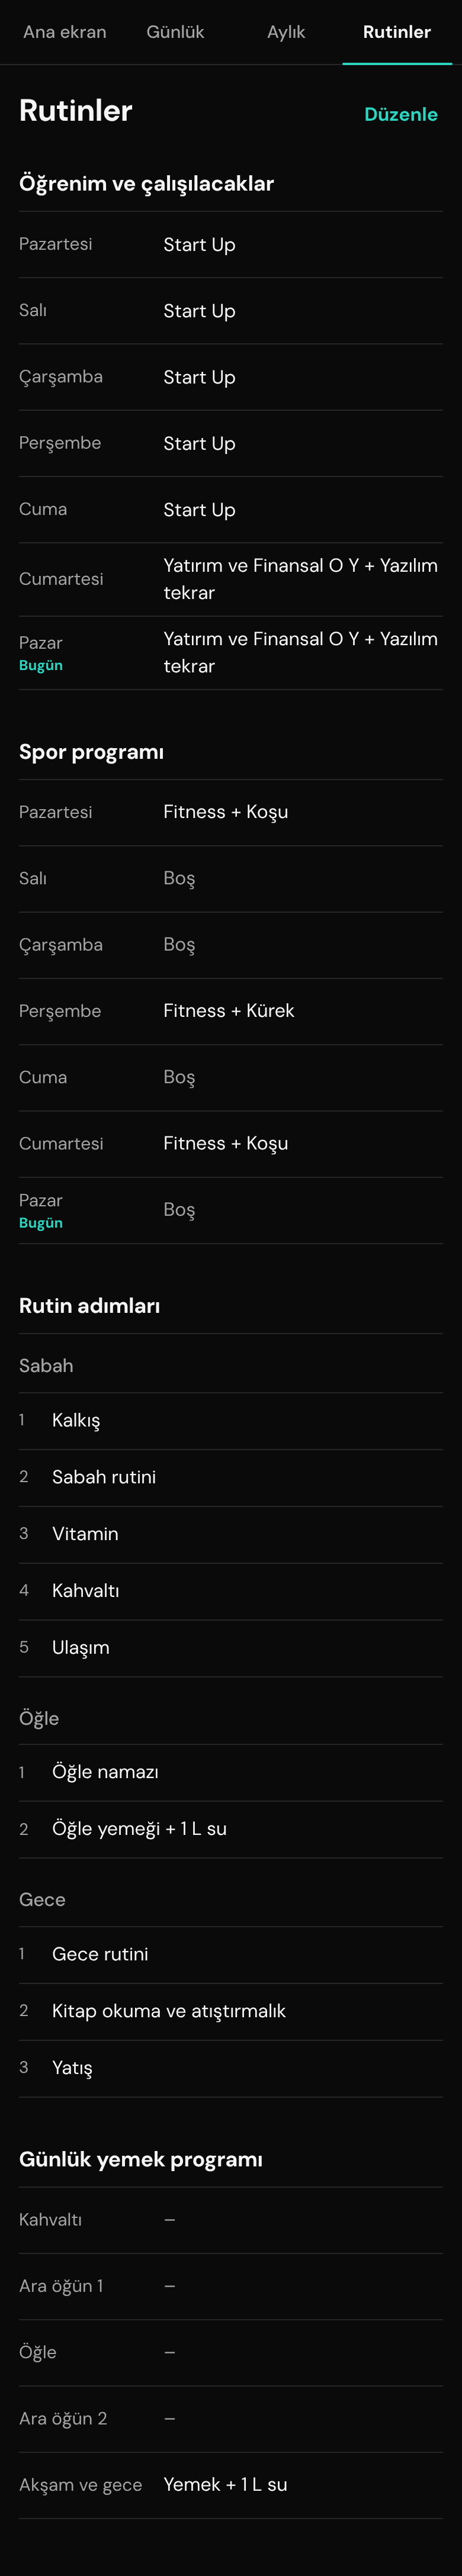 Ana ekran Günlük Aylık Rutinler
Rutinler Düzenle
Öğrenim ve çalışılacaklar
Pazartesi Start Up
Salı Start Up
Çarşamba Start Up
Perşembe Start Up
Cuma Start Up
Cumartesi Yatırım ve Finansal O Y + Yazılım
tekrar
Pazar Yatırım ve Finansal O Y + Yazılım
Bugün tekrar
Spor programı
Pazartesi Fitness + Koşu
Salı Boş
Çarşamba Boş
Perşembe Fitness + Kürek
Cuma Boş
Cumartesi Fitness + Koşu
Pazar Boş
Bugün
Rutin adımları
Sabah
1 Kalkış
2 Sabah rutini
3 Vitamin
4 Kahvaltı
5 Ulaşım
Öğle
1 Öğle namazı
2 Öğle yemeği + 1 L su
Gece
1 Gece rutini
2 Kitap okuma ve atıştırmalık
3 Yatış
Günlük yemek programı
Kahvaltı –
Ara öğün 1 –
Öğle –
Ara öğün 2 –
Akşam ve gece Yemek + 1 L su